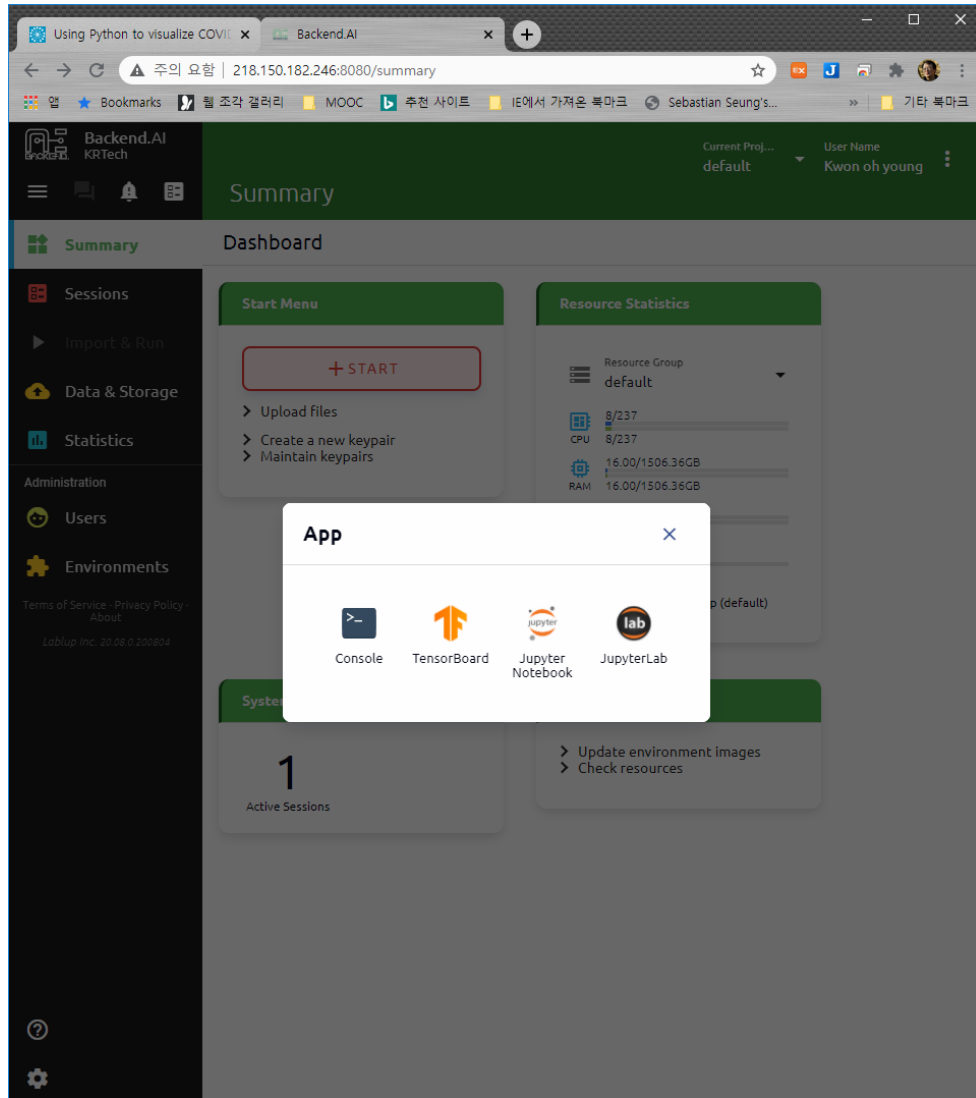 Using Python to visualize COVI
Backend.AI
주의 요함
218.150.182.246:8080/summary
앱
Bookmarks
웹 조각 갤러리
MOOC
추천 사이트
IE에서 가져온 북마크
Sebastian Seung's...
»
기타 북마크
Backend.AI
KRTech
Current Proj...
default
User Name
Kwon oh young
Summary
Summary
Sessions
Import & Run
Data & Storage
Statistics
Administration
Users
Environments
Terms of Service · Privacy Policy ·
About
Lablup Inc. 20.08.0.200804
Dashboard
Start Menu
+ START
Upload files
Create a new keypair
Maintain keypairs
Resource Statistics
Resource Group
default
CPU
8/237
8/237
RAM
16.00/1506.36GB
16.00/1506.36GB
(default)
App
>_
Console
TensorBoard
jupyter
Jupyter
Notebook
lab
JupyterLab
Syste
1
Active Sessions
Update environment images
Check resources